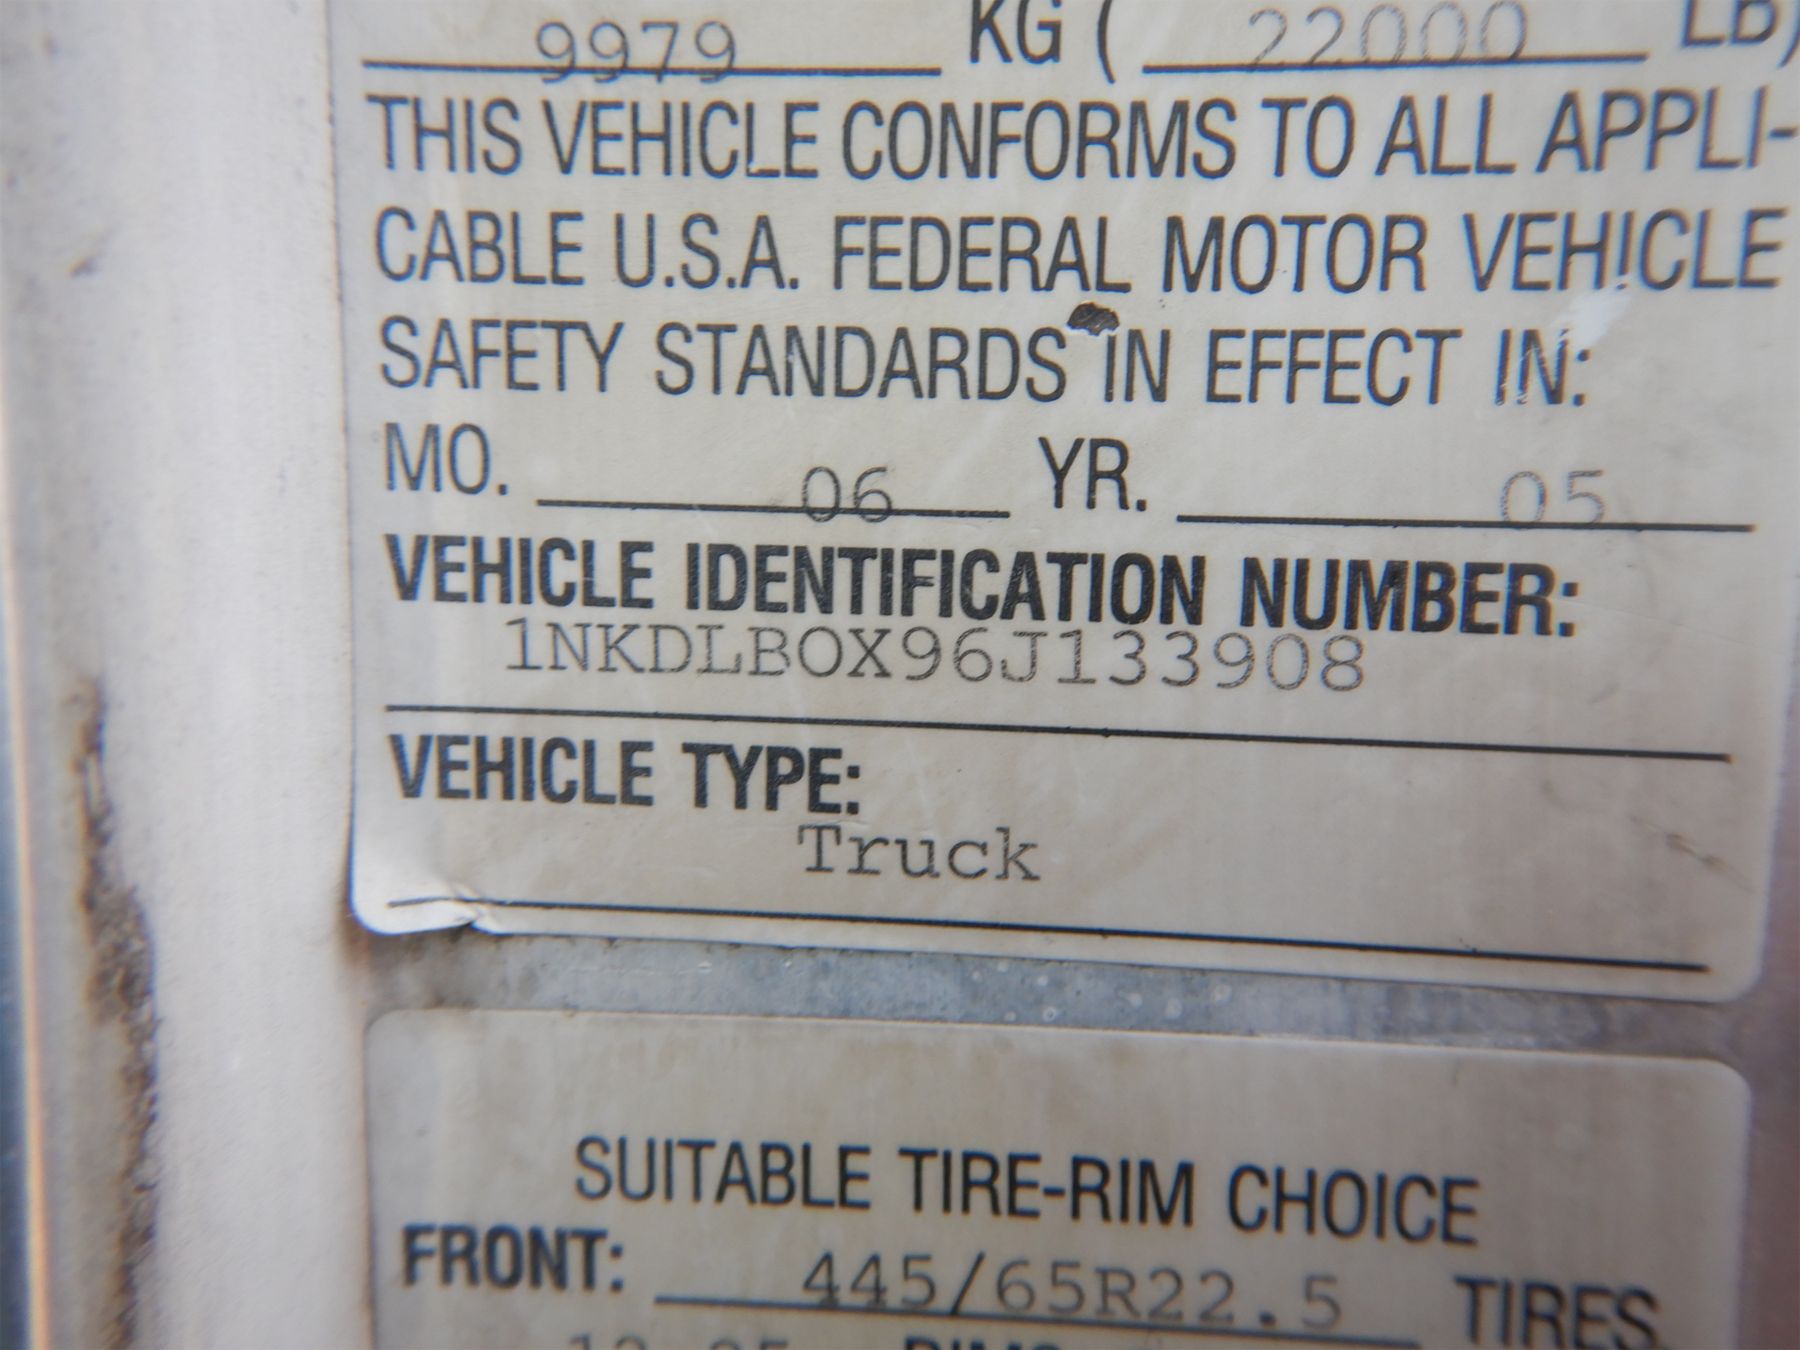 9979 KG ( 22000 LB)
THIS VEHICLE CONFORMS TO ALL APPLI-
CABLE U.S.A. FEDERAL MOTOR VEHICLE
SAFETY STANDARDS IN EFFECT IN:
MO. 06 YR. 05
VEHICLE IDENTIFICATION NUMBER:
1NKDLBOX96J133908
VEHICLE TYPE:
Truck
SUITABLE TIRE-RIM CHOICE
FRONT: 445/65R22.5 TIRES